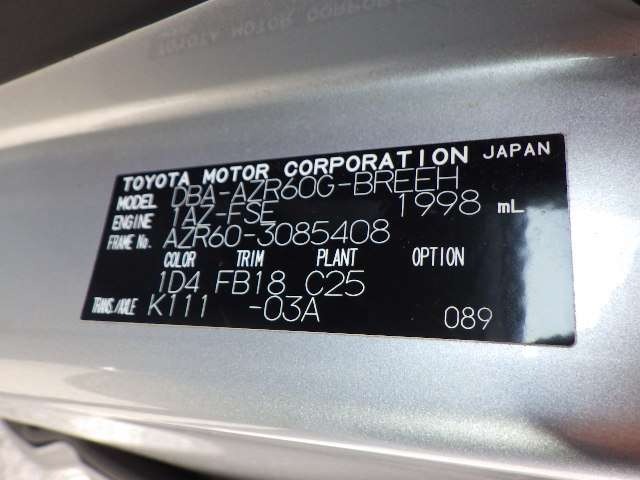 TOYOTA MOTOR CORPORATION JAPAN
MODEL DBA-AZR60G-BREEH
ENGINE 1AZ-FSE 1998 mL
FRAME No. AZR60-3085408
COLOR TRIM PLANT OPTION
1D4 FB18 C25
TRANS./AXLE K111 -03A 089